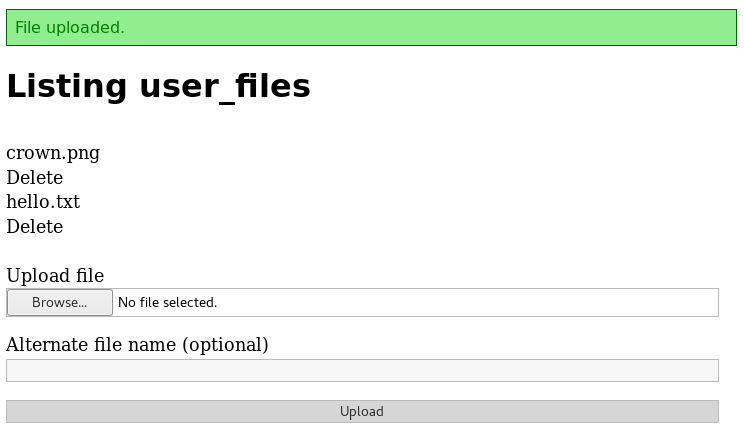 File uploaded.
Listing user_files
crown.png
Delete
hello.txt
Delete
Upload file
Browse... No file selected.
Alternate file name (optional)
Upload